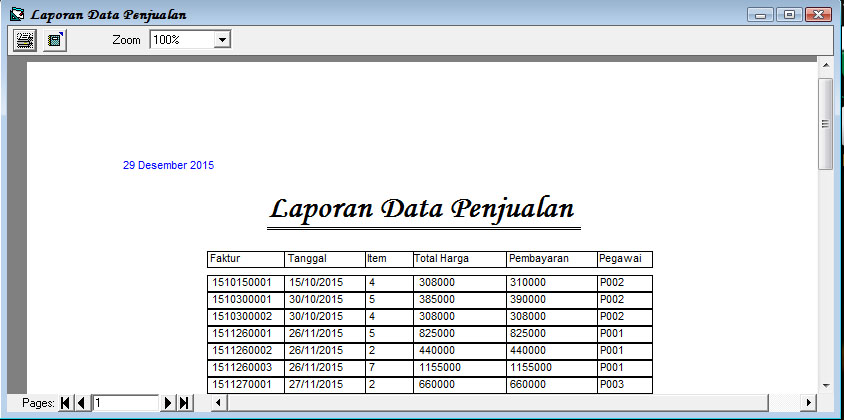 Laporan Data Penjualan
Zoom 100%
29 Desember 2015
Laporan Data Penjualan
Faktur Tanggal Item Total Harga Pembayaran Pegawai
1510150001 15/10/2015 4 308000 310000 P002
1510300001 30/10/2015 5 385000 390000 P002
1510300002 30/10/2015 4 308000 308000 P002
1511260001 26/11/2015 5 825000 825000 P001
1511260002 26/11/2015 2 440000 440000 P001
1511260003 26/11/2015 7 1155000 1155000 P001
1511270001 27/11/2015 2 660000 660000 P003
Pages: 1